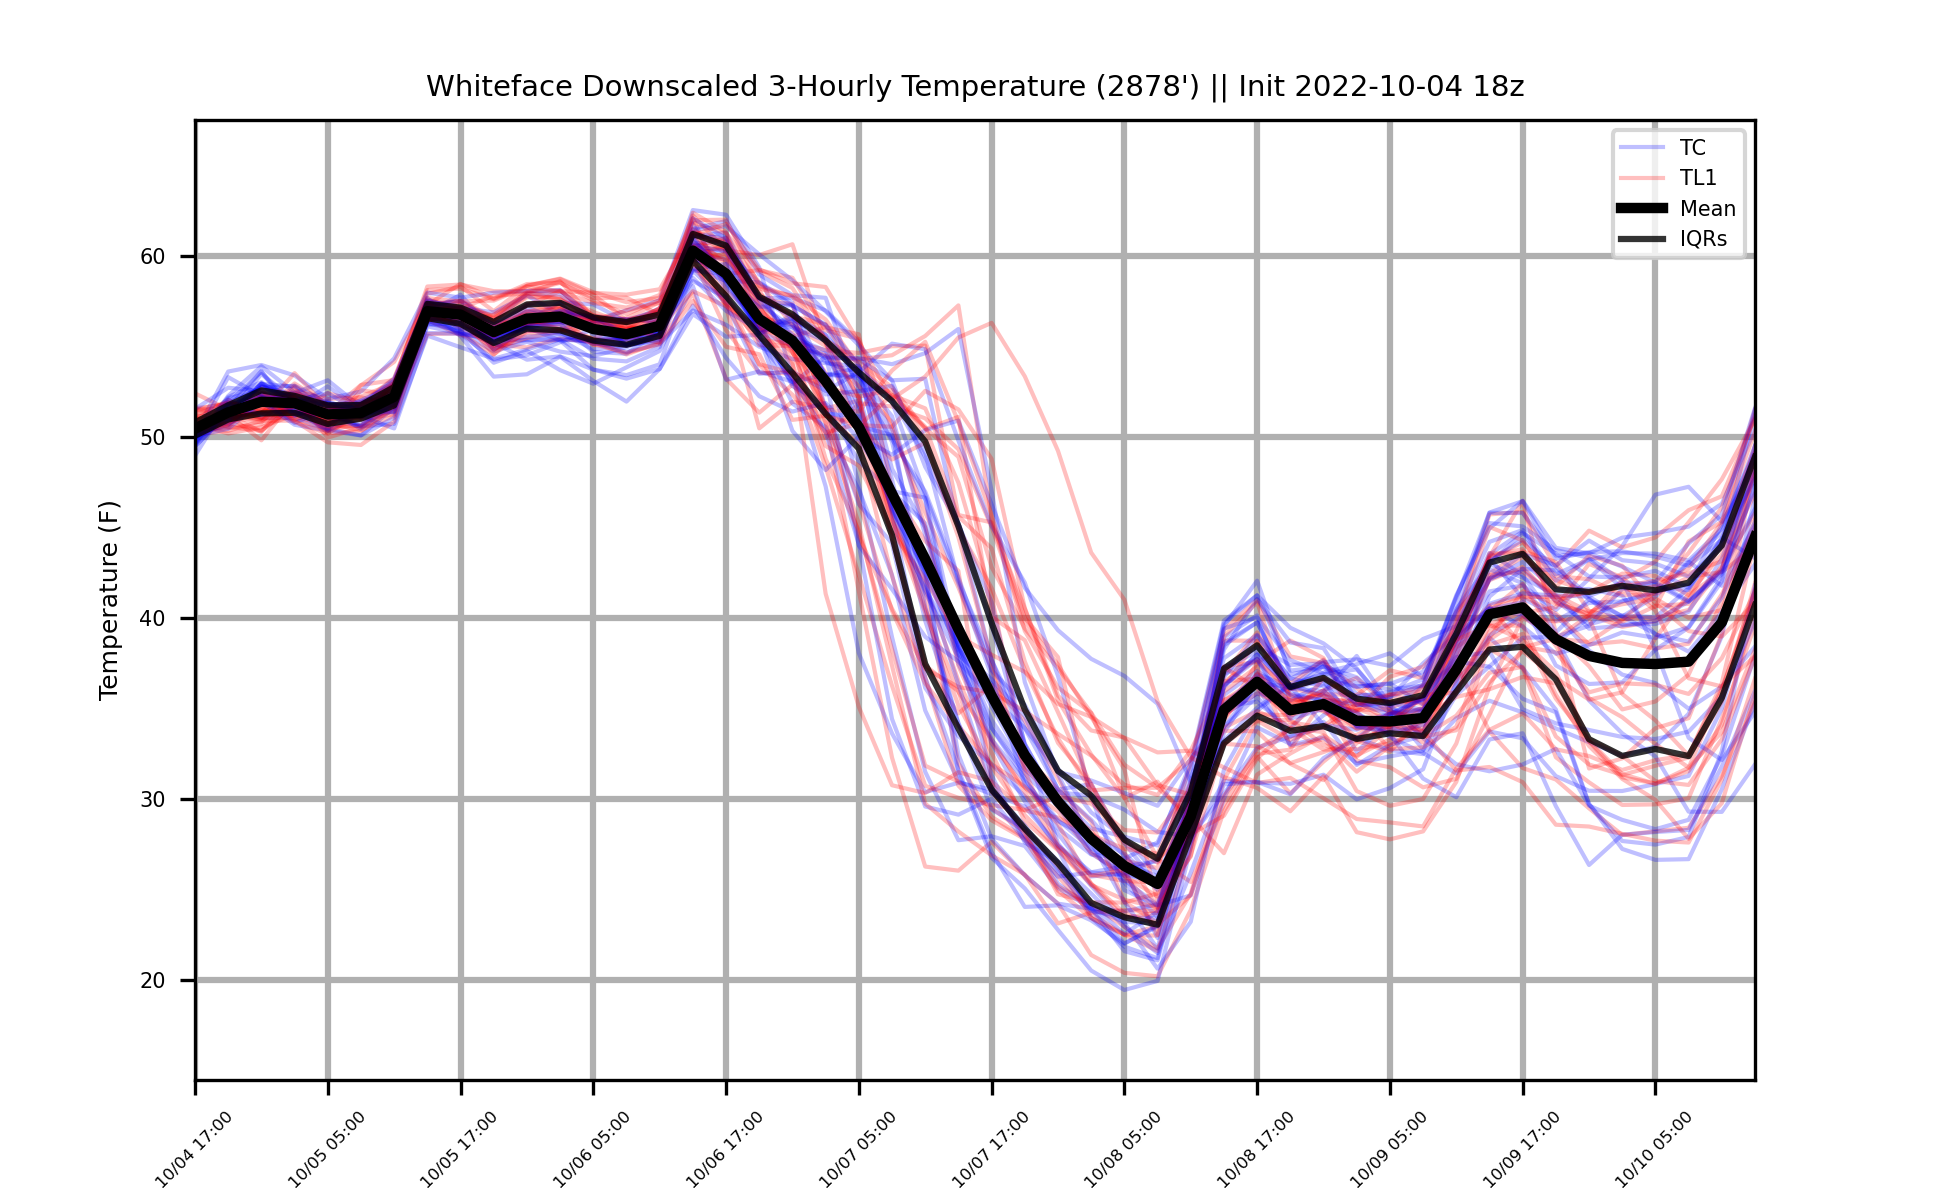 Whiteface Downscaled 3-Hourly Temperature (2878') || Init 2022-10-04 18z
TC
TL1
Mean
IQRs
Temperature (F)
60
50
40
30
20
10/04 17:00
10/05 05:00
10/05 17:00
10/06 05:00
10/06 17:00
10/07 05:00
10/07 17:00
10/08 05:00
10/08 17:00
10/09 05:00
10/09 17:00
10/10 05:00